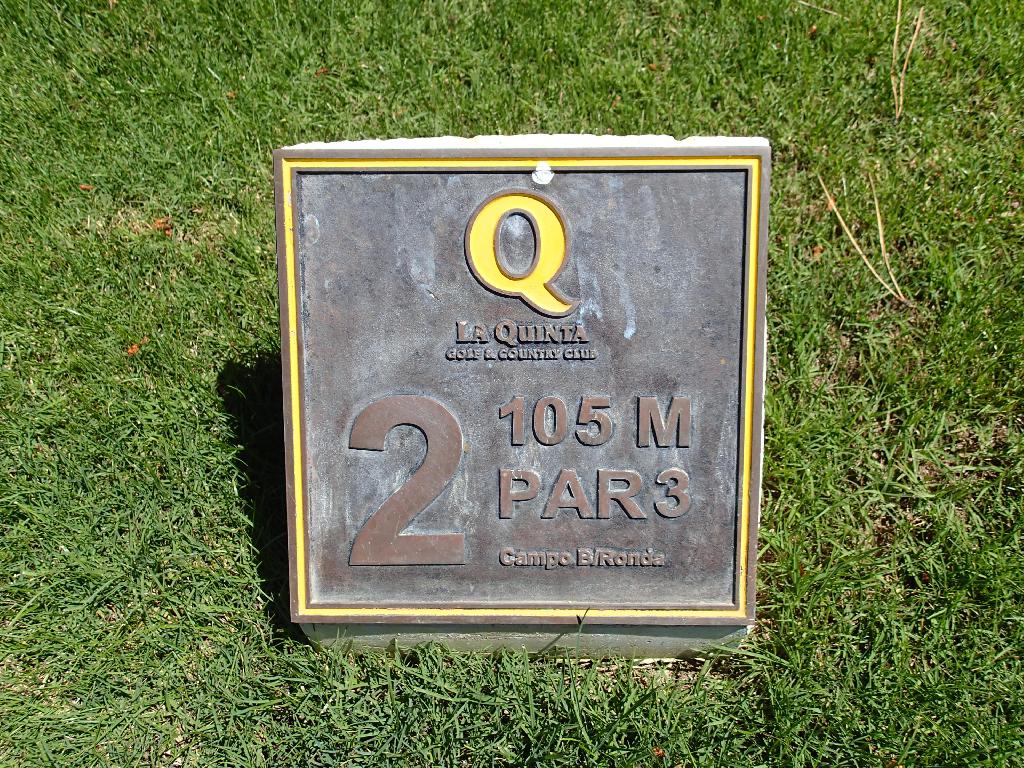 Q
LA QUINTA
GOLF & COUNTRY CLUB
2
105 M
PAR 3
Campo B/Ronda